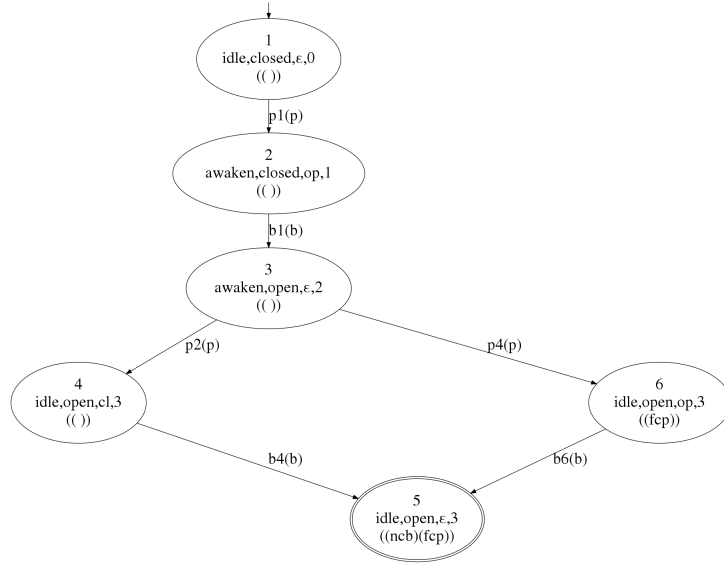 1
idle,closed,ε,0
(( ))
p1(p)
2
awaken,closed,op,1
(( ))
b1(b)
3
awaken,open,ε,2
(( ))
p2(p)
p4(p)
4
idle,open,cl,3
(( ))
6
idle,open,op,3
((fcp))
b4(b)
b6(b)
5
idle,open,ε,3
((ncb)(fcp))